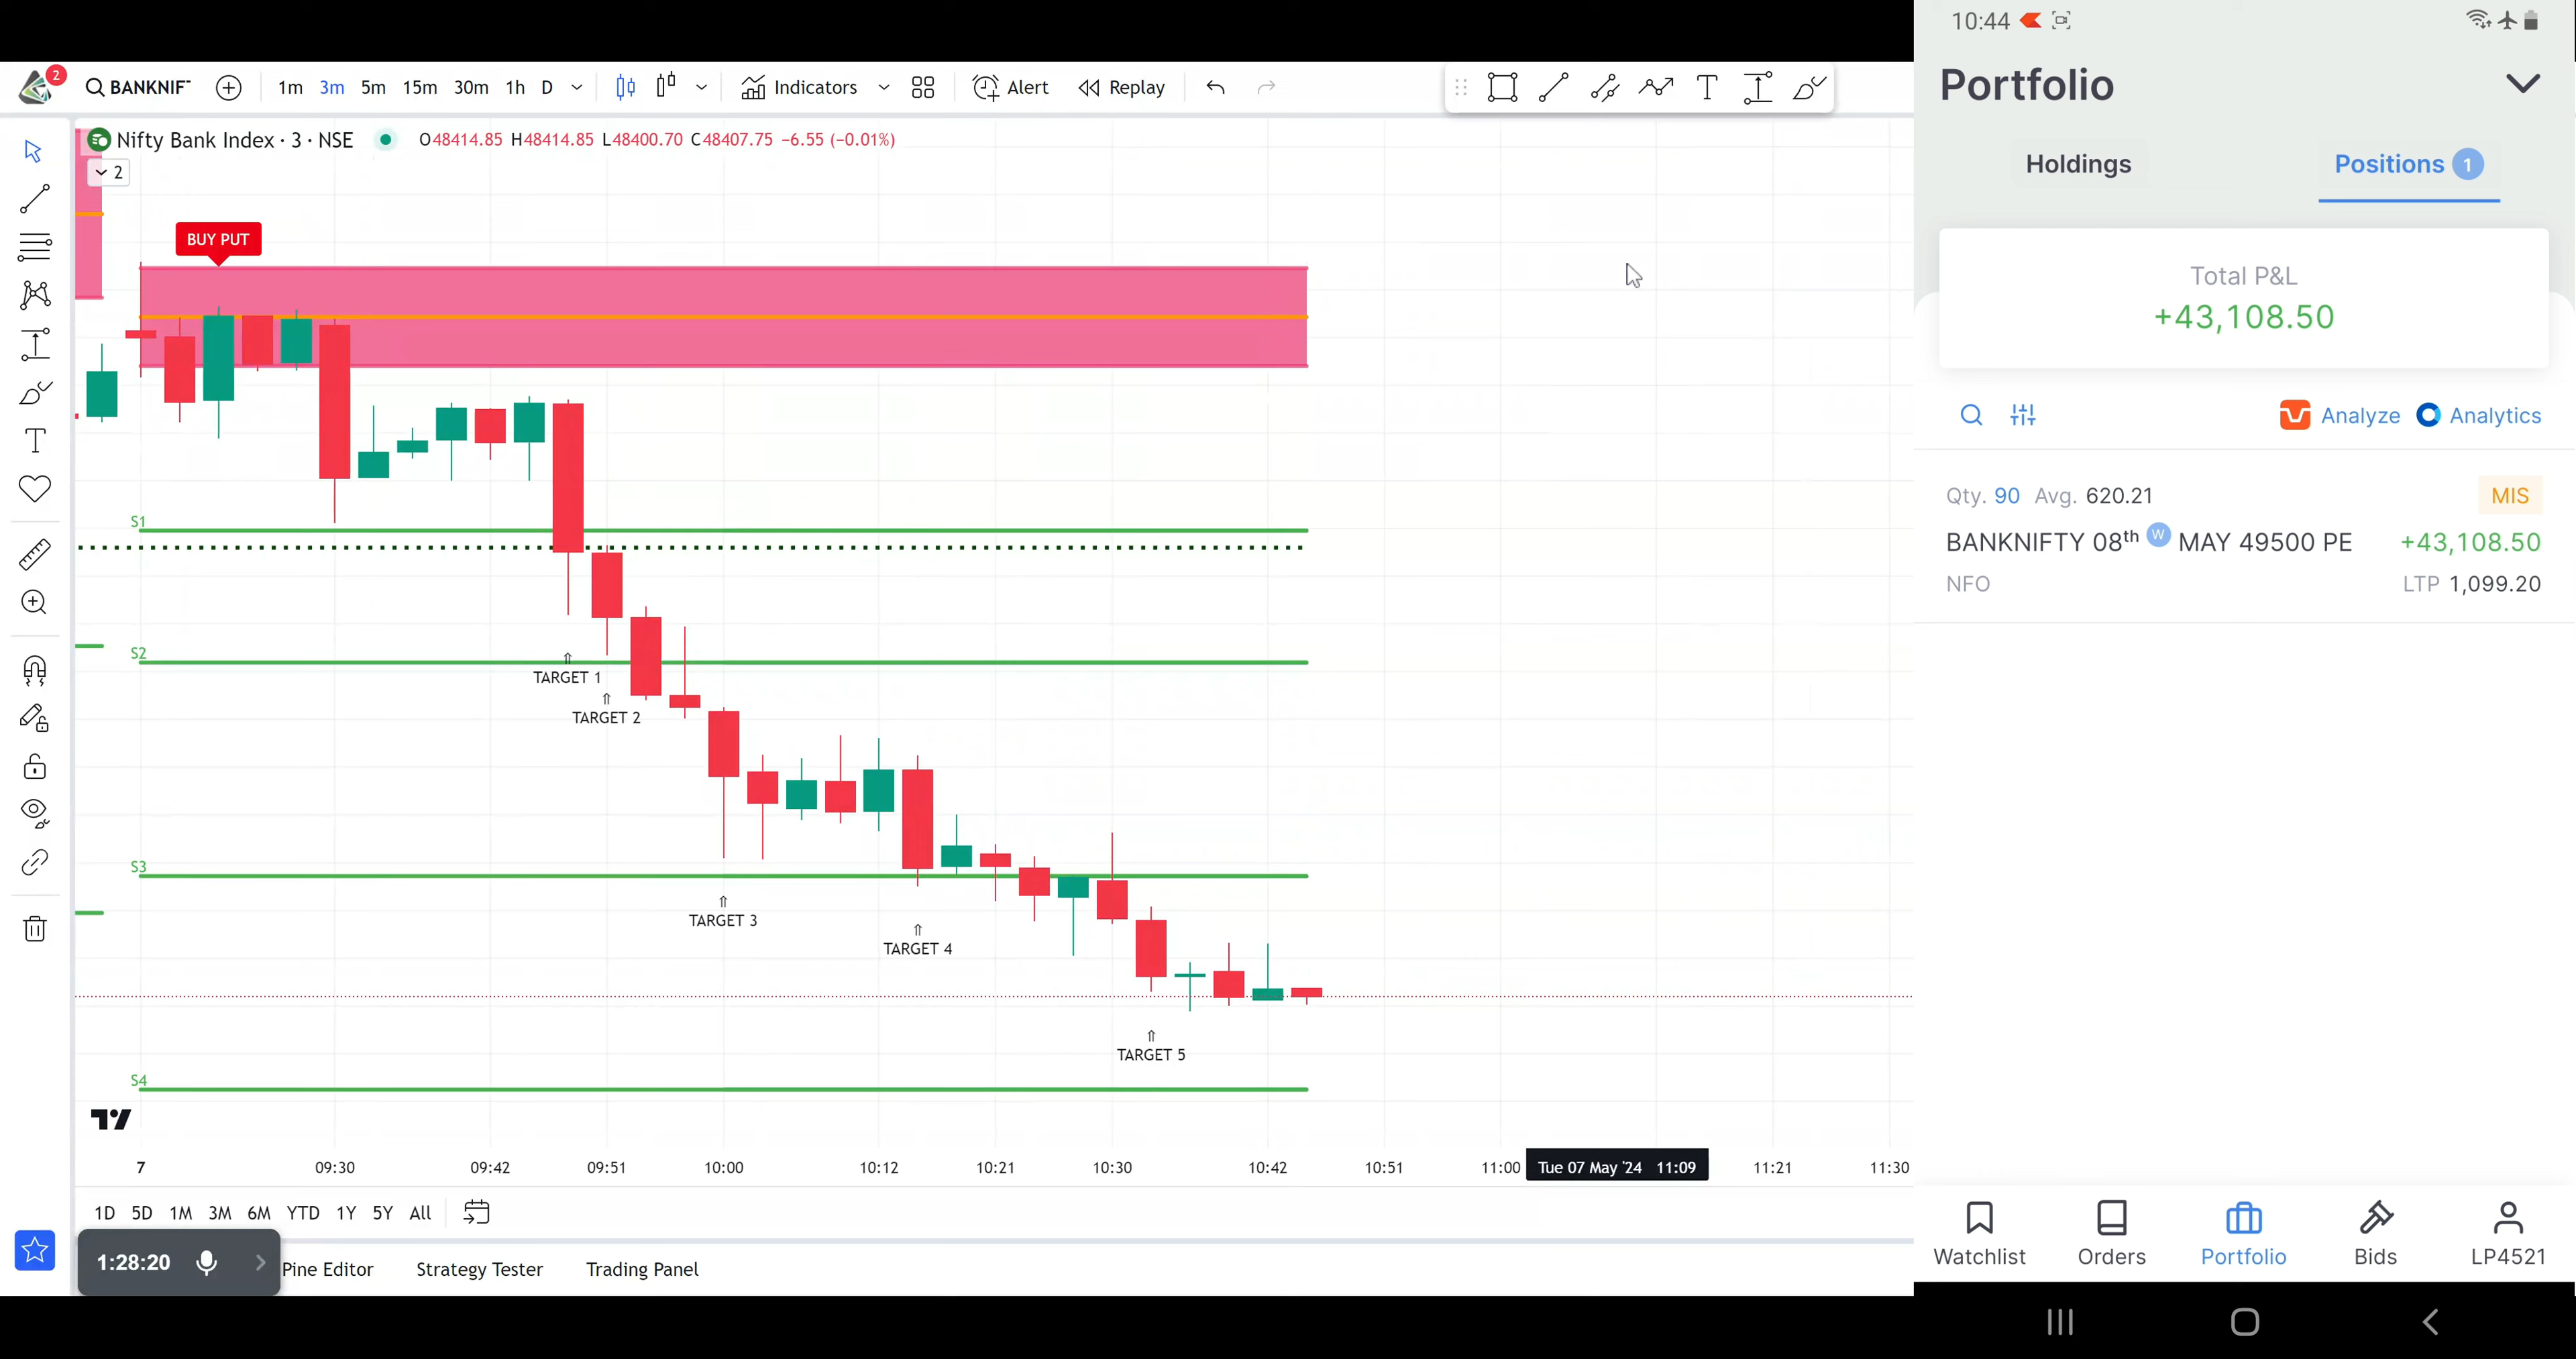 2
BANKNIF
1m 3m 5m 15m 30m 1h D
Indicators
Alert
Replay
Nifty Bank Index · 3 · NSE
O48414.85 H48414.85 L48400.70 C48407.75 −6.55 (−0.01%)
2
BUY PUT
S1
S2
TARGET 1
TARGET 2
S3
TARGET 3
TARGET 4
TARGET 5
S4
7 09:30 09:42 09:51 10:00 10:12 10:21 10:30 10:42 10:51 11:00 Tue 07 May '24 11:09 11:21 11:30
1D 5D 1M 3M 6M YTD 1Y 5Y All
1:28:20
Pine Editor Strategy Tester Trading Panel
10:44
Portfolio
Holdings
Positions 1
Total P&L
+43,108.50
Analyze
Analytics
Qty. 90 Avg. 620.21
MIS
BANKNIFTY 08th W MAY 49500 PE
+43,108.50
NFO
LTP 1,099.20
Watchlist
Orders
Portfolio
Bids
LP4521